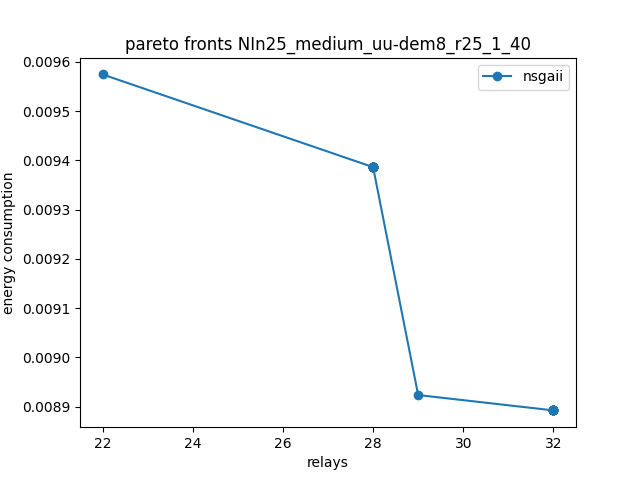 pareto fronts NIn25_medium_uu-dem8_r25_1_40
nsgaii
energy consumption
0.0096
0.0095
0.0094
0.0093
0.0092
0.0091
0.0090
0.0089
22 24 26 28 30 32
relays